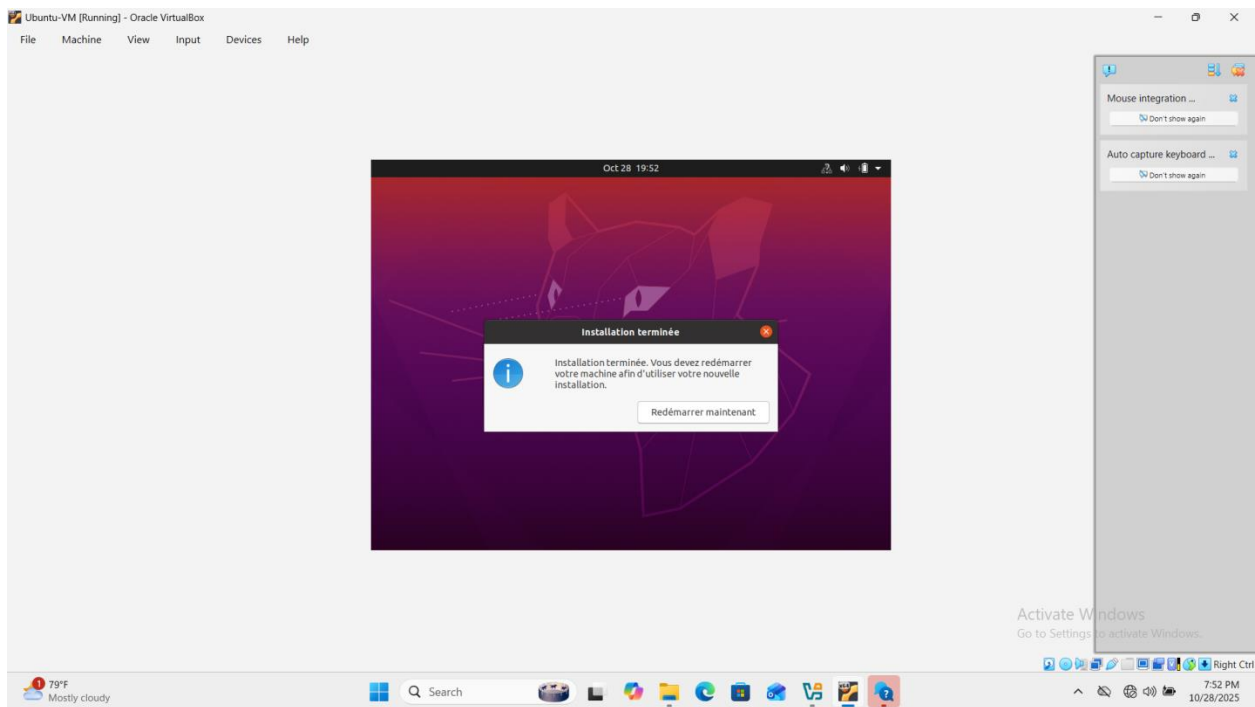 Ubuntu-VM [Running] - Oracle VirtualBox
File Machine View Input Devices Help
Mouse integration ...
Don't show again
Auto capture keyboard ...
Don't show again
Oct 28 19:52
Installation terminée
Installation terminée. Vous devez redémarrer
votre machine afin d'utiliser votre nouvelle
installation.
Redémarrer maintenant
Activate Windows
Go to Settings to activate Windows.
Right Ctrl
1
79°F
Mostly cloudy
Search
7:52 PM
10/28/2025